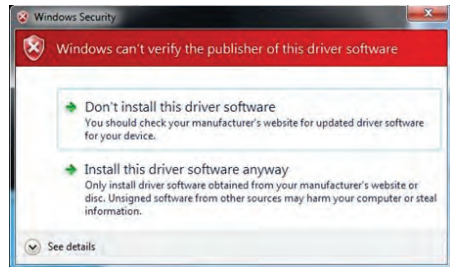 Windows Security
Windows can't verify the publisher of this driver software
Don't install this driver software
You should check your manufacturer's website for updated driver software
for your device.
Install this driver software anyway
Only install driver software obtained from your manufacturer's website or
disc. Unsigned software from other sources may harm your computer or steal
information.
See details